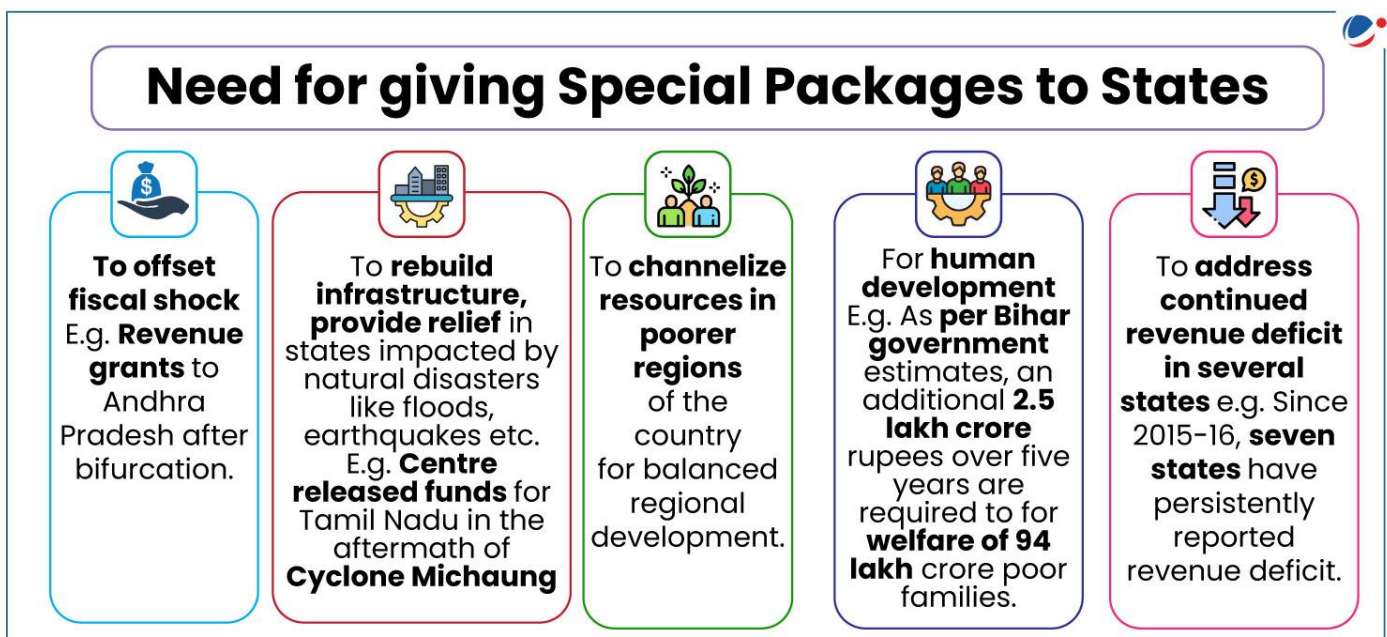 Need for giving Special Packages to States
To offset
fiscal shock
E.g. Revenue
grants to
Andhra
Pradesh after
bifurcation.
To rebuild
infrastructure,
provide relief in
states impacted by
natural disasters
like floods,
earthquakes etc.
E.g. Centre
released funds for
Tamil Nadu in the
aftermath of
Cyclone Michaung
To channelize
resources in
poorer
regions
of the
country
for balanced
regional
development.
For human
development
E.g. As per Bihar
government
estimates, an
additional 2.5
lakh crore
rupees over five
years are
required to for
welfare of 94
lakh crore poor
families.
To address
continued
revenue deficit
in several
states e.g. Since
2015-16, seven
states have
persistently
reported
revenue deficit.